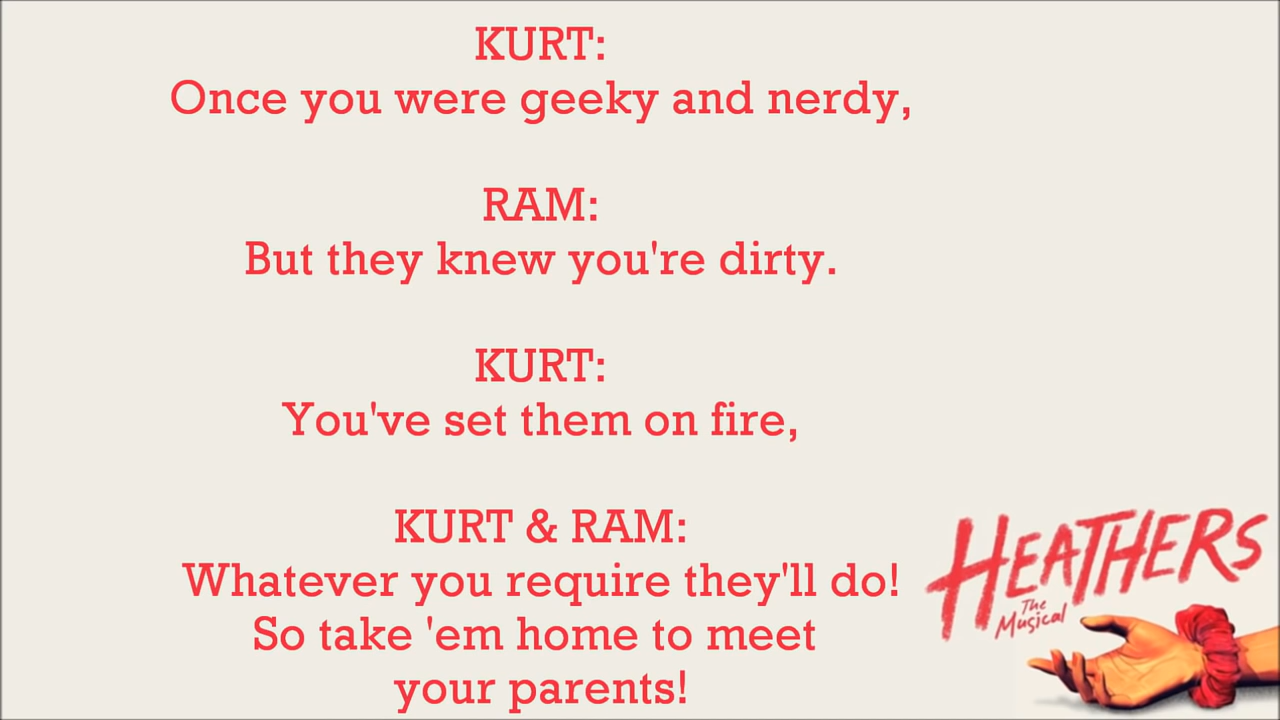 KURT:
Once you were geeky and nerdy,
RAM:
But they knew you're dirty.
KURT:
You've set them on fire,
KURT & RAM:
Whatever you require they'll do!
So take 'em home to meet
your parents!
HEATHERS
The
Musical